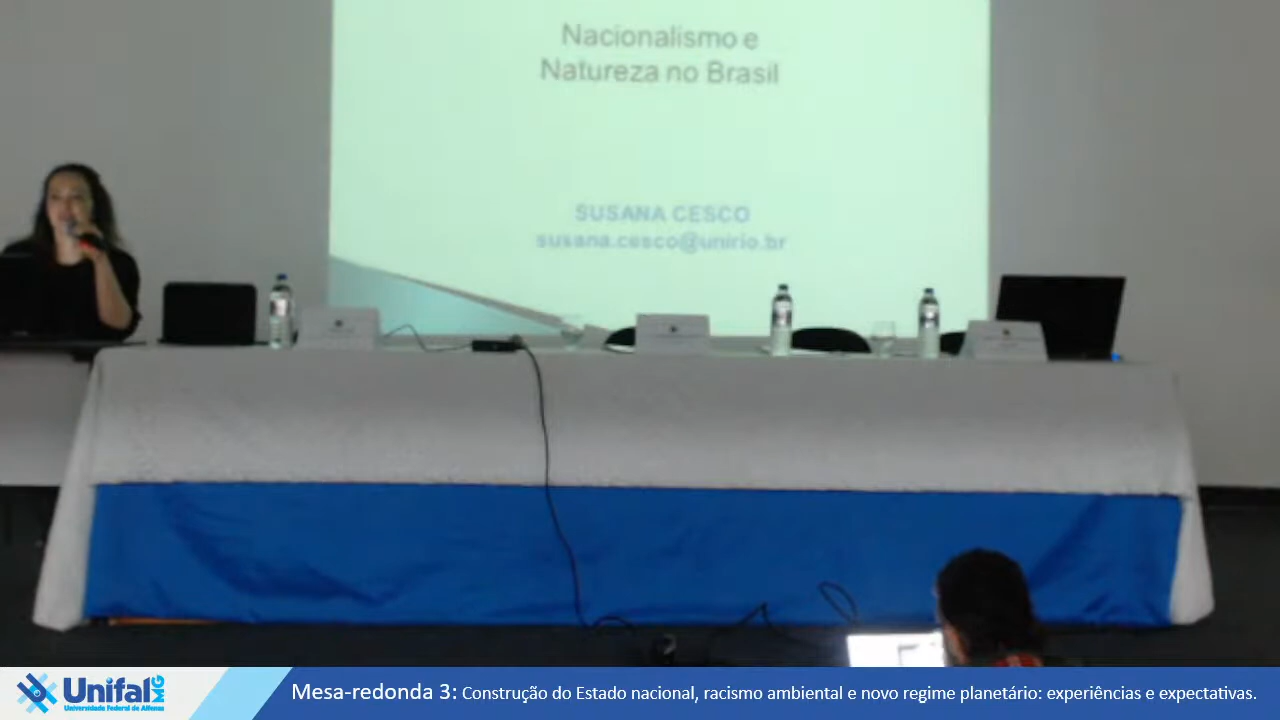 Nacionalismo e
Natureza no Brasil
SUSANA CESCO
susana.cesco@unirio.br
Unifal MG
Universidade Federal de Alfenas
Mesa-redonda 3: Construção do Estado nacional, racismo ambiental e novo regime planetário: experiências e expectativas.